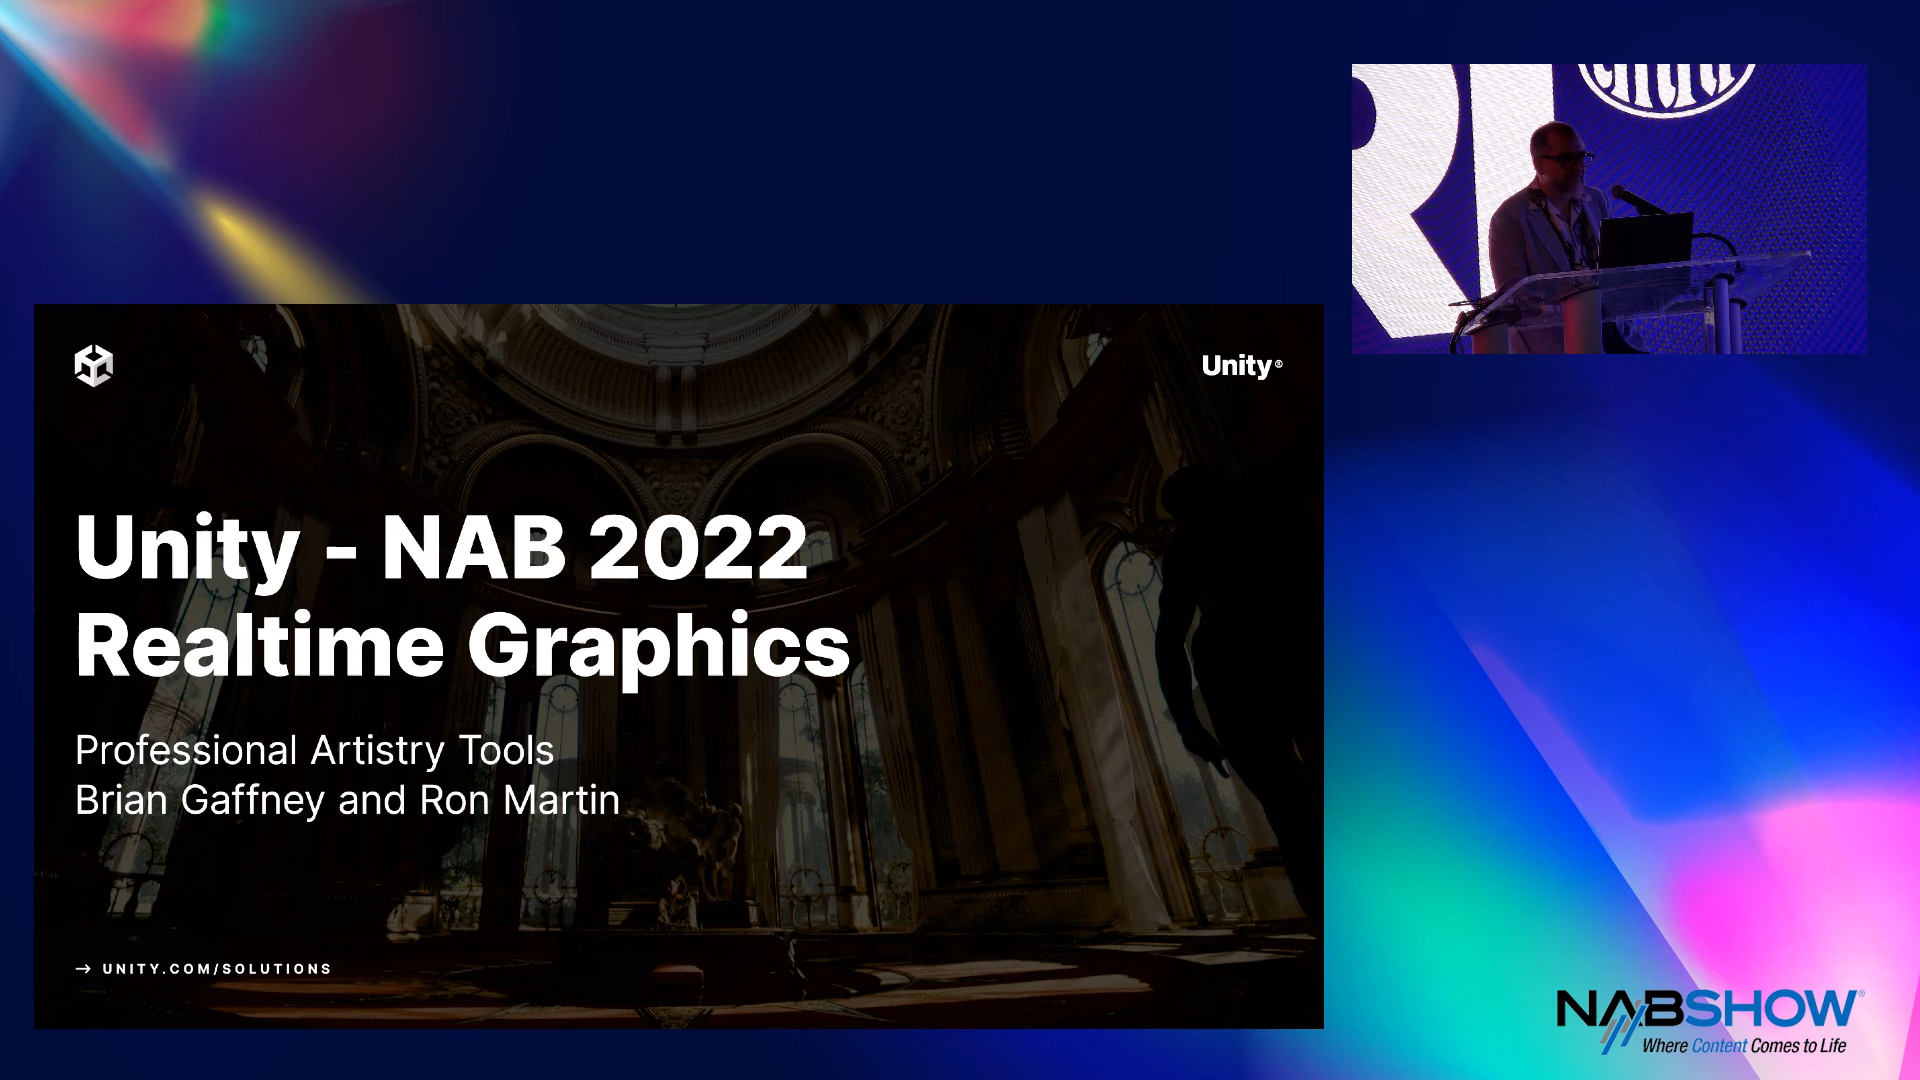 Unity®
Unity - NAB 2022
Realtime Graphics
Professional Artistry Tools
Brian Gaffney and Ron Martin
→ UNITY.COM/SOLUTIONS
NABSHOW®
Where Content Comes to Life